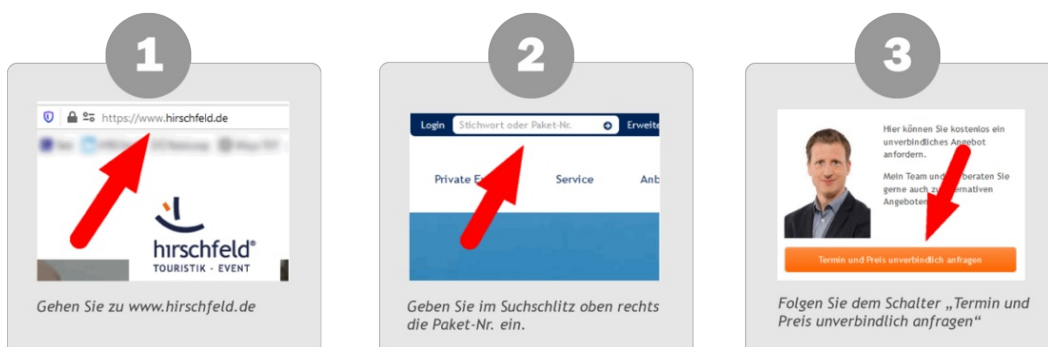 1
https://www.hirschfeld.de
hirschfeld®
TOURISTIK - EVENT
Gehen Sie zu www.hirschfeld.de
2
Login Stichwort oder Paket-Nr. Erweite
Private E
Service
Anb
Geben Sie im Suchschlitz oben rechts
die Paket-Nr. ein.
3
Hier können Sie kostenlos ein
unverbindliches Angebot
anfordern.
Mein Team und beraten Sie
gerne auch zu
Angeboten
Termin und Preis unverbindlich anfragen
Folgen Sie dem Schalter „Termin und
Preis unverbindlich anfragen“